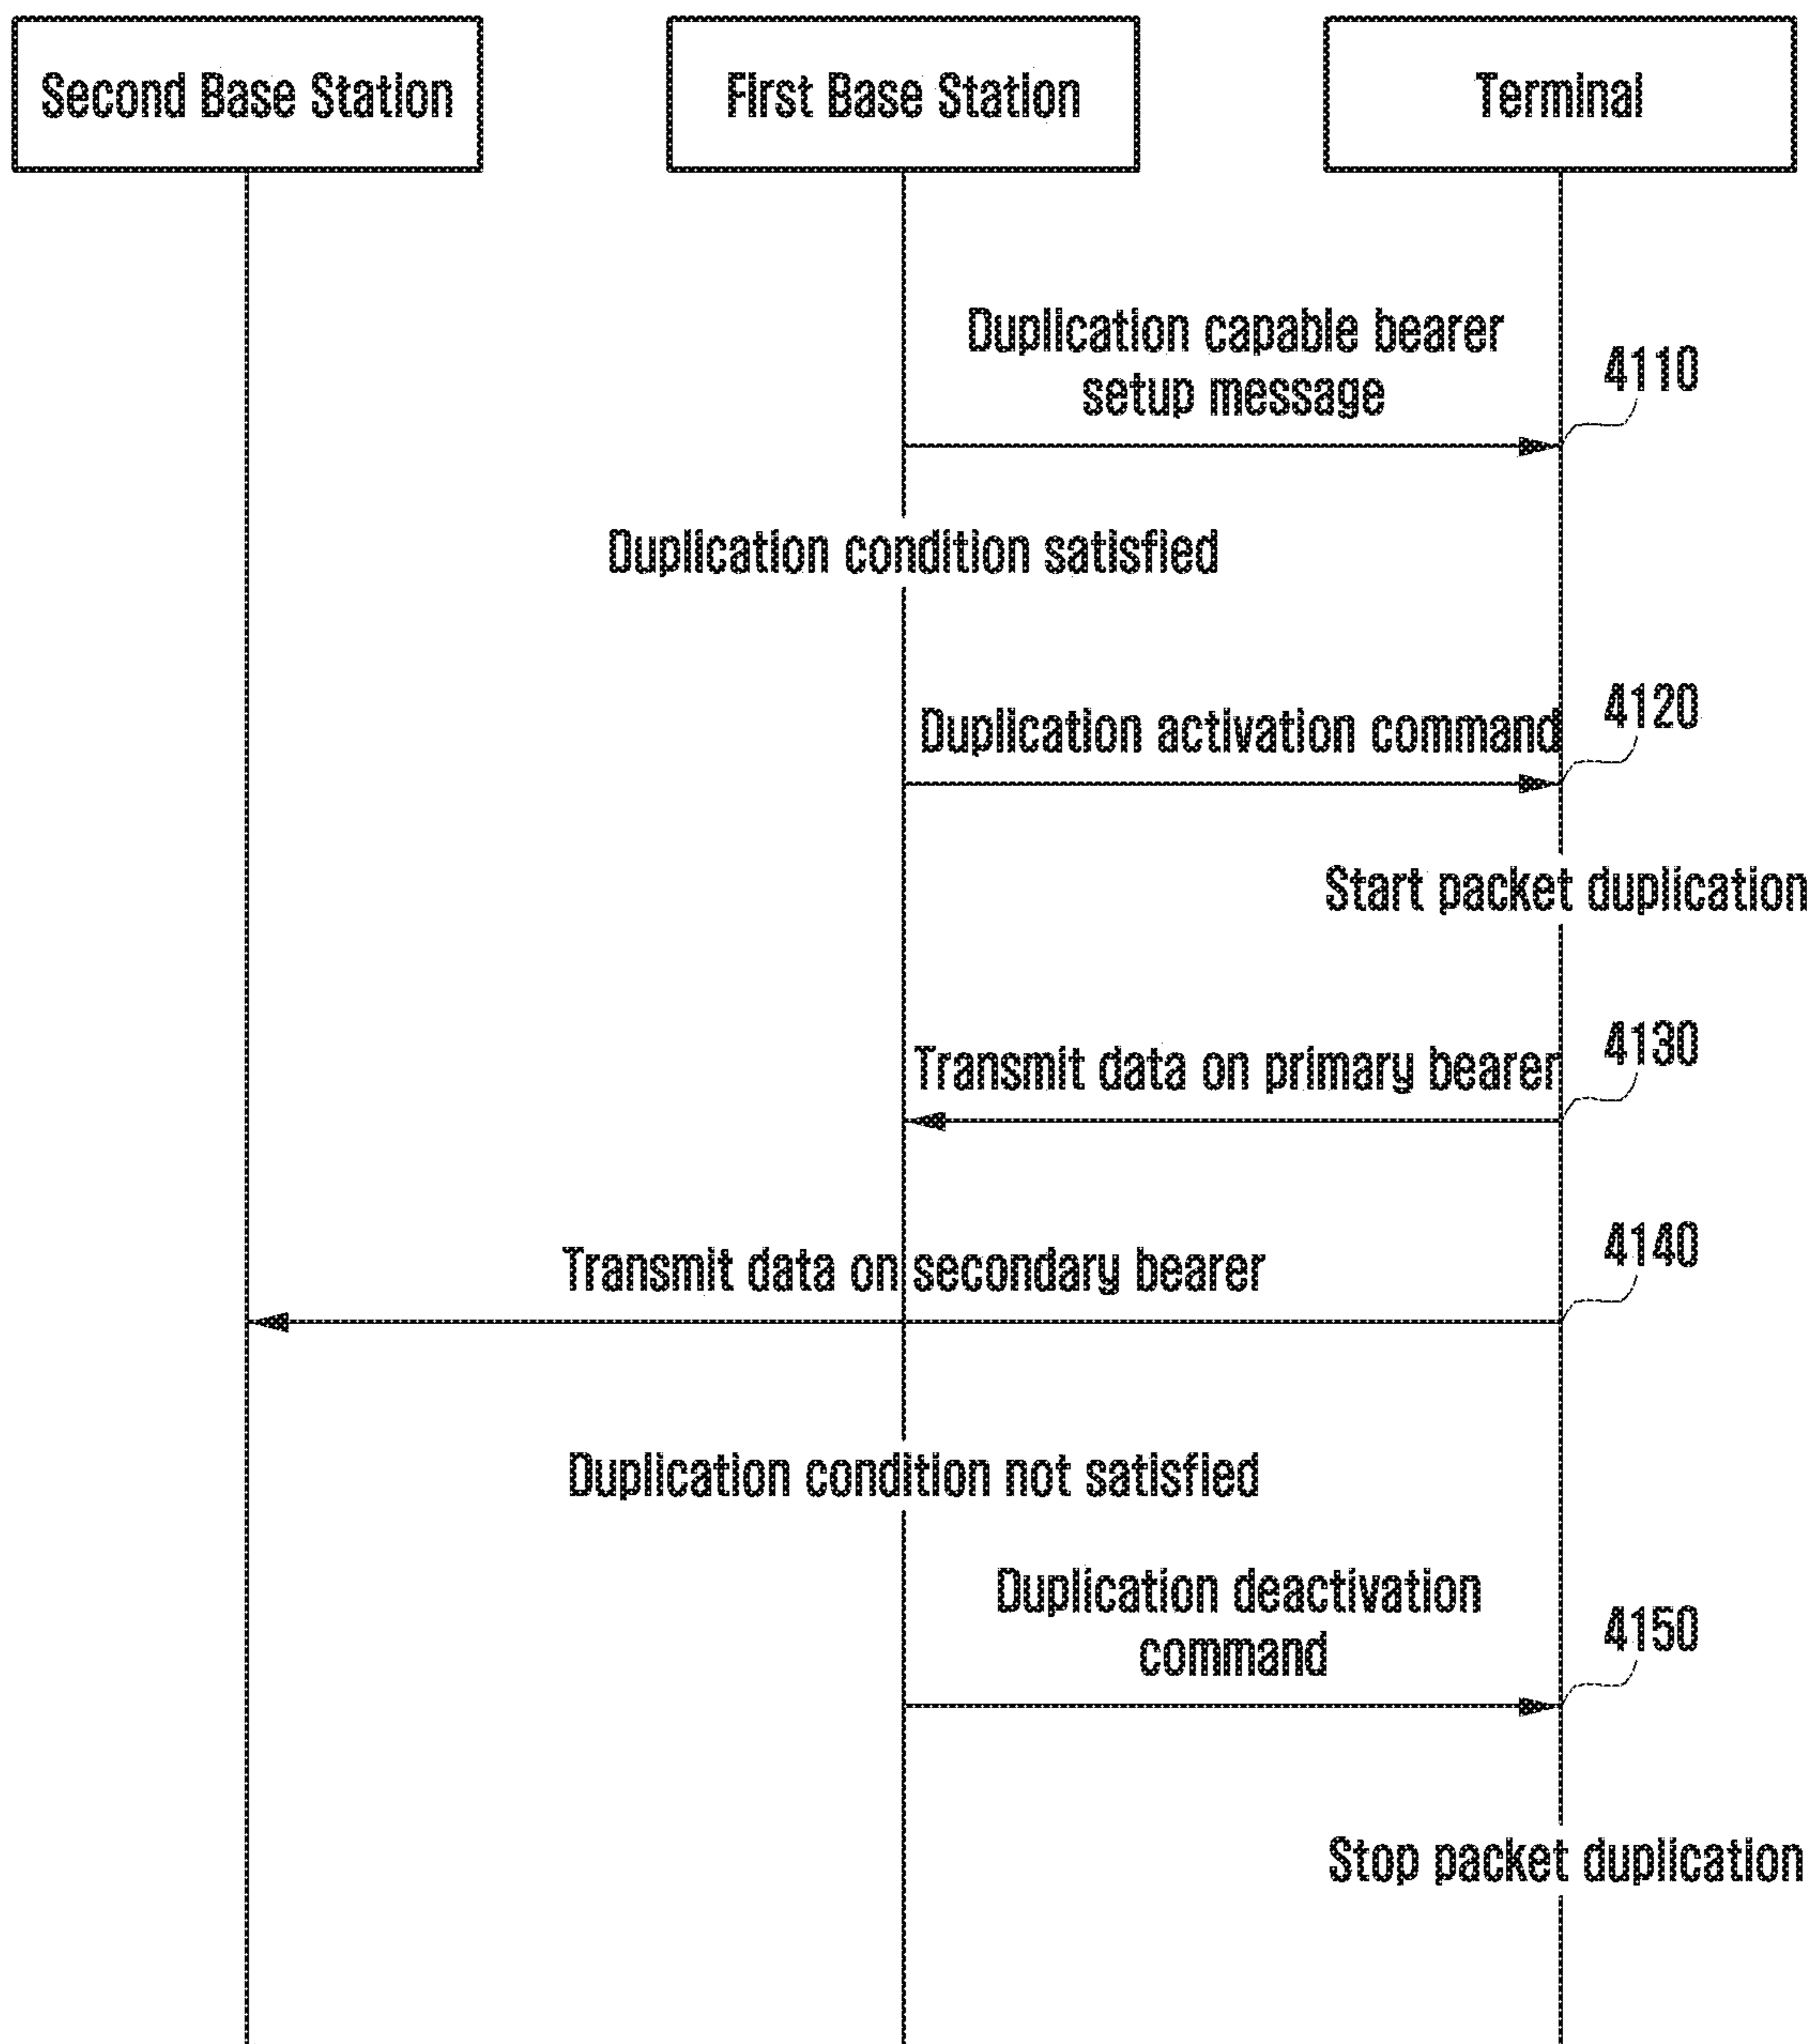 Second Base Station
First Base Station
Terminal
Duplication capable bearer
setup message
4110
Duplication condition satisfied
4120
Duplication activation command
Start packet duplication
4130
Transmit data on primary bearer
4140
Transmit data on secondary bearer
Duplication condition not satisfied
Duplication deactivation
command
4150
Stop packet duplication